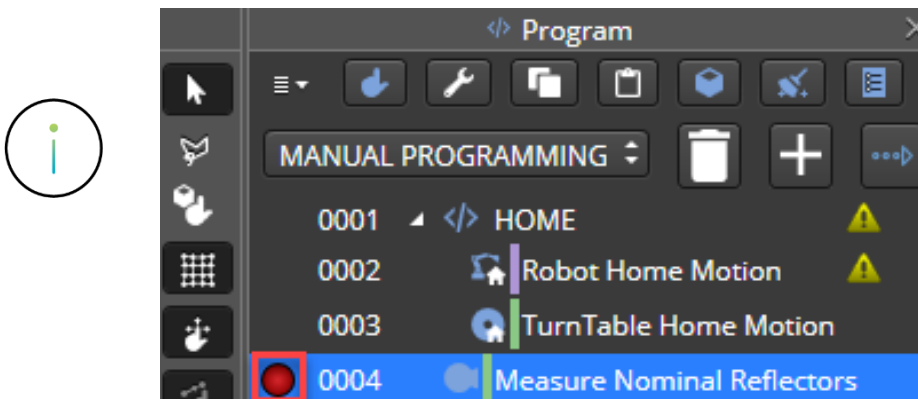 </> Program
MANUAL PROGRAMMING
0001 </> HOME
0002 Robot Home Motion
0003 TurnTable Home Motion
0004 Measure Nominal Reflectors